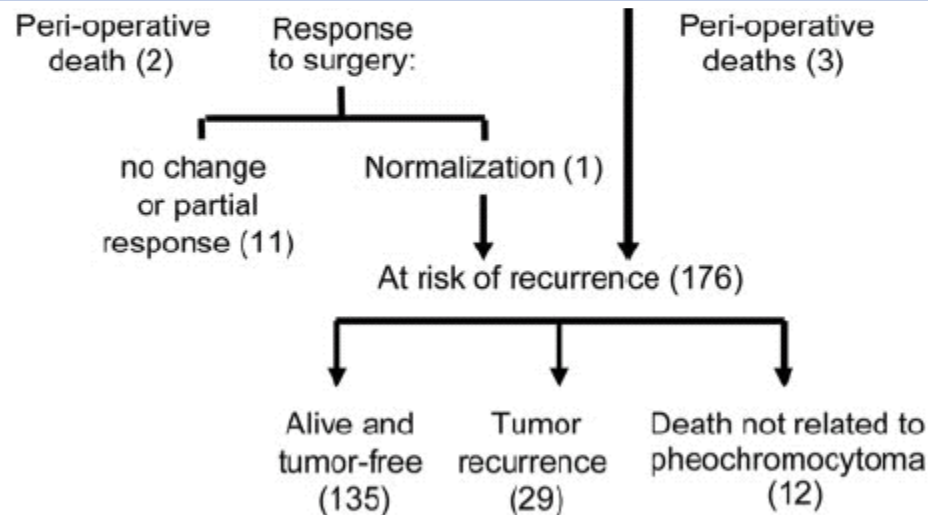 Peri-operative
death (2)
Response
to surgery:
Peri-operative
deaths (3)
no change
or partial
response (11)
Normalization (1)
At risk of recurrence (176)
Alive and
tumor-free
(135)
Tumor
recurrence
(29)
Death not related to
pheochromocytoma
(12)